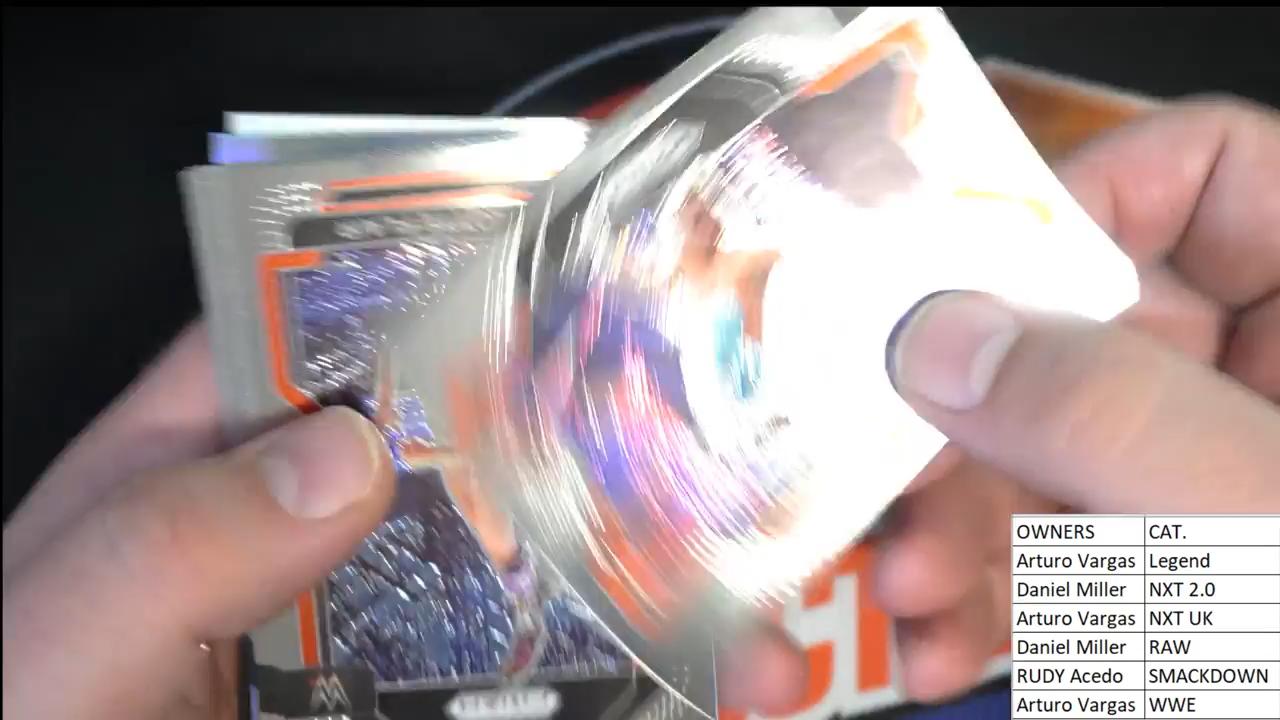 OWNERS CAT.
Arturo Vargas Legend
Daniel Miller NXT 2.0
Arturo Vargas NXT UK
Daniel Miller RAW
RUDY Acedo SMACKDOWN
Arturo Vargas WWE